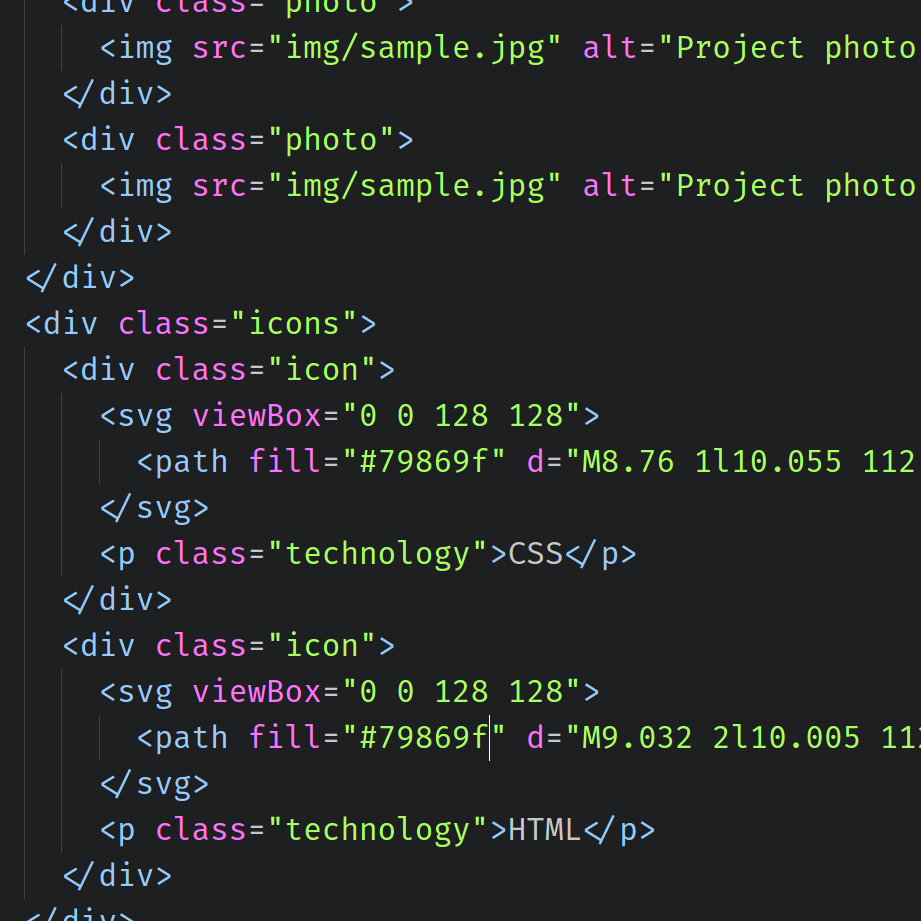 <div class="photo">
<img src="img/sample.jpg" alt="Project photo
</div>
<div class="photo">
<img src="img/sample.jpg" alt="Project photo
</div>
</div>
<div class="icons">
<div class="icon">
<svg viewBox="0 0 128 128">
<path fill="#79869f" d="M8.76 1l10.055 112
</svg>
<p class="technology">CSS</p>
</div>
<div class="icon">
<svg viewBox="0 0 128 128">
<path fill="#79869f" d="M9.032 2l10.005 112
</svg>
<p class="technology">HTML</p>
</div>
</div>